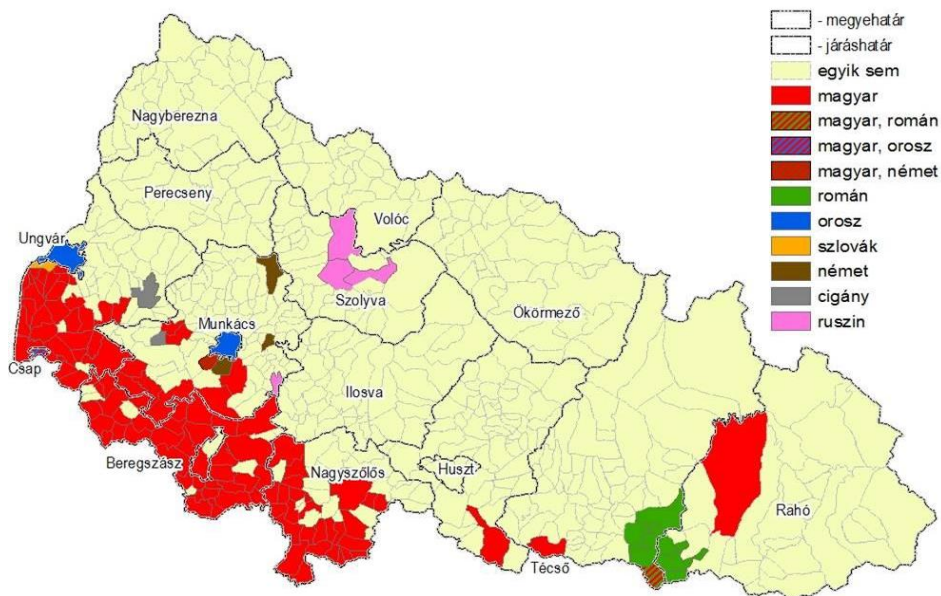 - megyehatár
- járáshatár
egyik sem
magyar
magyar, román
magyar, orosz
magyar, német
román
orosz
szlovák
német
cigány
ruszin
Nagyberezna
Perecseny
Volóc
Ungvár
Szolyva
Ökörmező
Munkács
Csap
Ilosva
Beregszász
Nagyszőlős
Huszt
Rahó
Técső